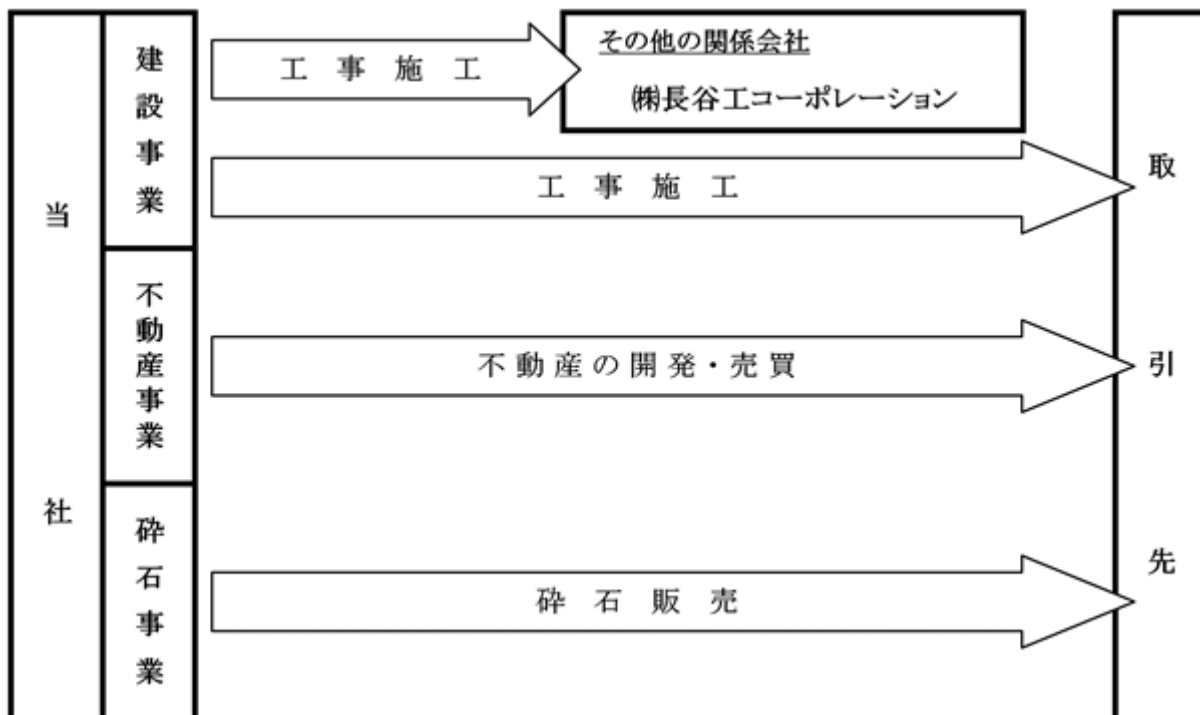 当社
建設事業
工事施工
その他の関係会社
㈱長谷工コーポレーション
工事施工
不動産事業
不動産の開発・売買
砕石事業
砕石販売
取引先